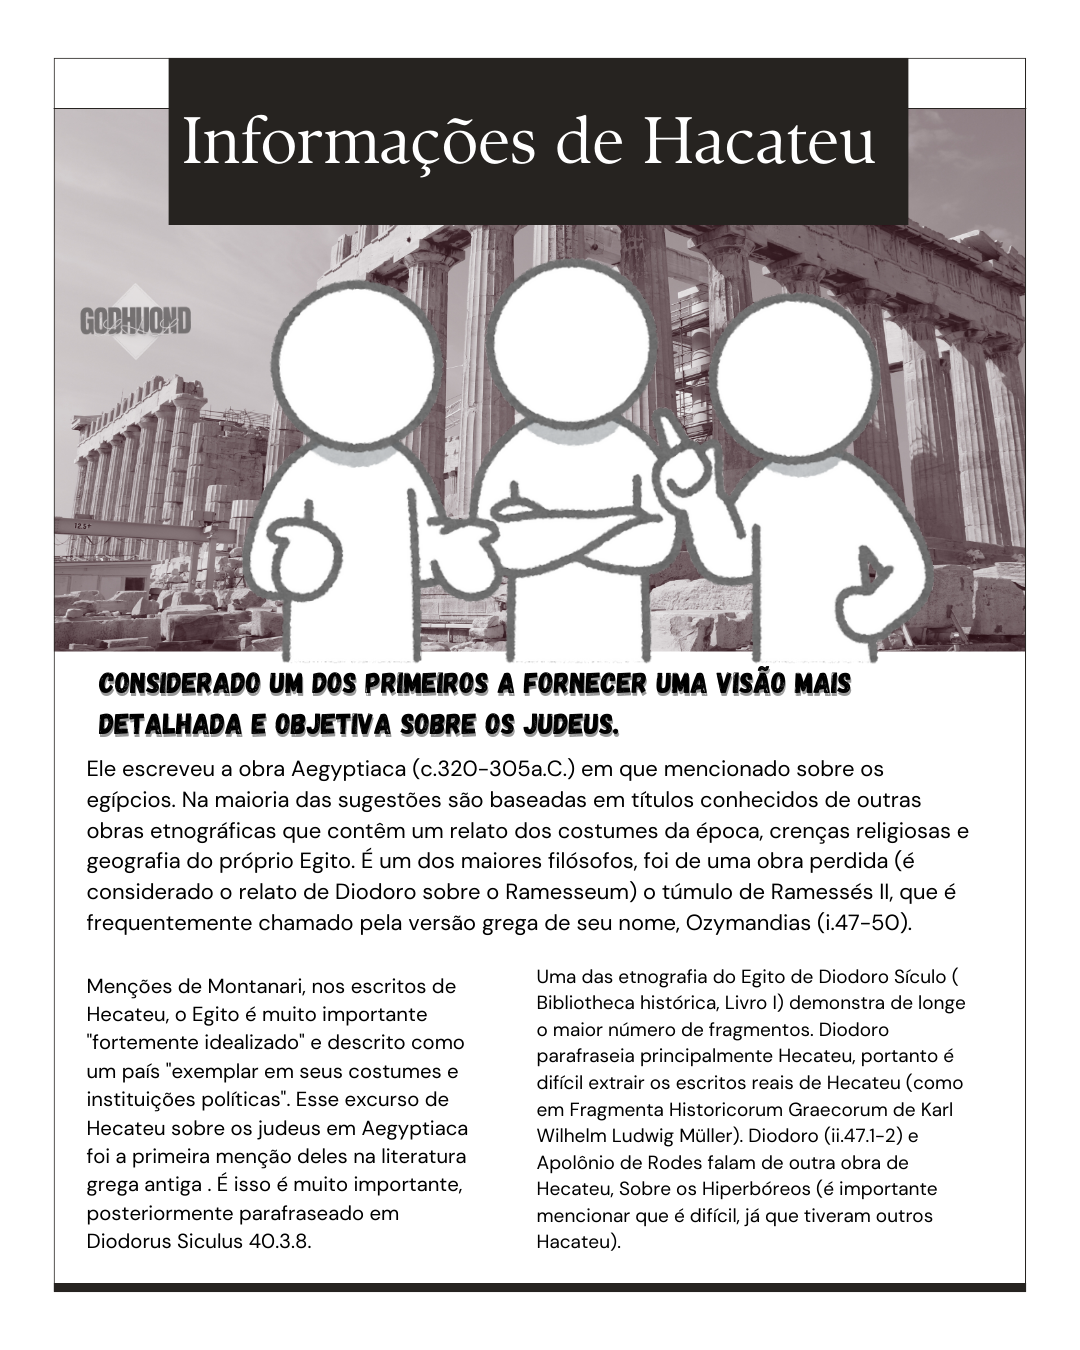 Informações de Hacateu
GODHUOND
12.5t
CONSIDERADO UM DOS PRIMEIROS A FORNECER UMA VISÃO MAIS
DETALHADA E OBJETIVA SOBRE OS JUDEUS.
Ele escreveu a obra Aegyptiaca (c.320-305a.C.) em que mencionado sobre os
egípcios. Na maioria das sugestões são baseadas em títulos conhecidos de outras
obras etnográficas que contêm um relato dos costumes da época, crenças religiosas e
geografia do próprio Egito. É um dos maiores filósofos, foi de uma obra perdida (é
considerado o relato de Diodoro sobre o Ramesseum) o túmulo de Ramessés II, que é
frequentemente chamado pela versão grega de seu nome, Ozymandias (i.47-50).
Menções de Montanari, nos escritos de
Hecateu, o Egito é muito importante
"fortemente idealizado" e descrito como
um país "exemplar em seus costumes e
instituições políticas". Esse excurso de
Hecateu sobre os judeus em Aegyptiaca
foi a primeira menção deles na literatura
grega antiga . É isso é muito importante,
posteriormente parafraseado em
Diodorus Siculus 40.3.8.
Uma das etnografia do Egito de Diodoro Sículo (
Bibliotheca histórica, Livro I) demonstra de longe
o maior número de fragmentos. Diodoro
parafraseia principalmente Hecateu, portanto é
difícil extrair os escritos reais de Hecateu (como
em Fragmenta Historicorum Graecorum de Karl
Wilhelm Ludwig Müller). Diodoro (ii.47.1-2) e
Apolônio de Rodes falam de outra obra de
Hecateu, Sobre os Hiperbóreos (é importante
mencionar que é difícil, já que tiveram outros
Hacateu).